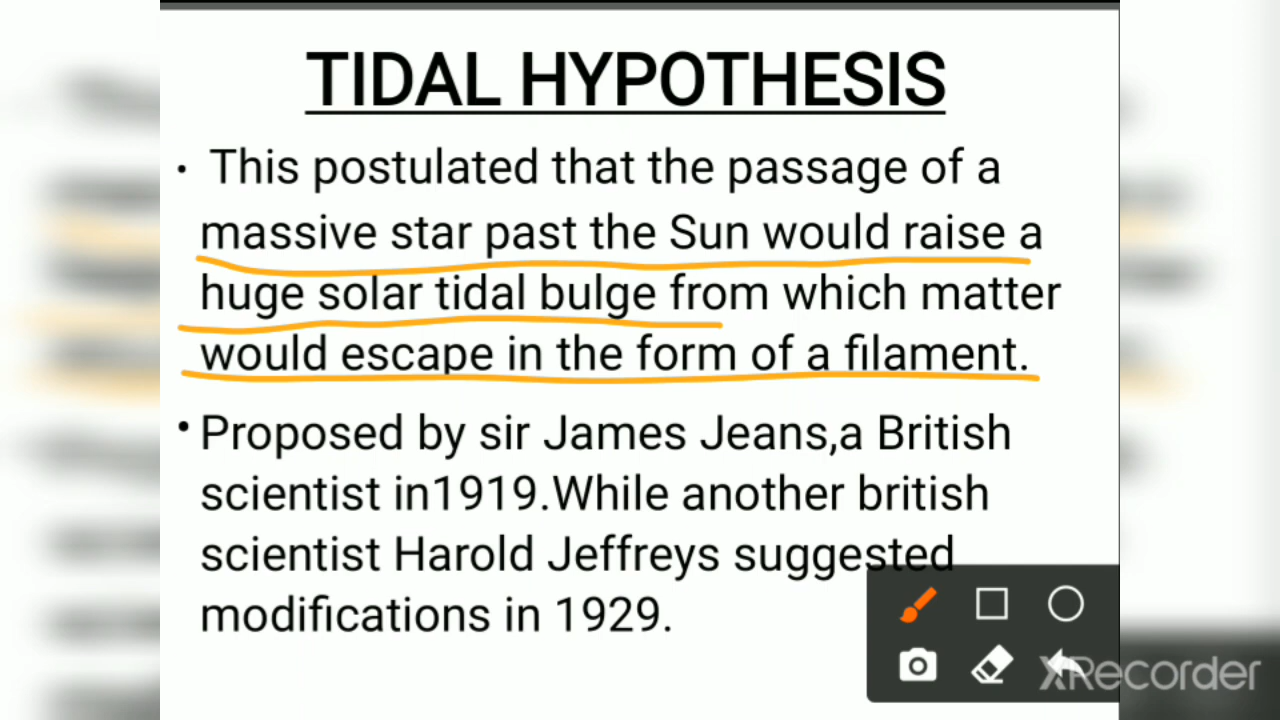 TIDAL HYPOTHESIS
• This postulated that the passage of a
massive star past the Sun would raise a
huge solar tidal bulge from which matter
would escape in the form of a filament.
• Proposed by sir James Jeans,a British
scientist in1919.While another british
scientist Harold Jeffreys suggested
modifications in 1929.
XRecorder